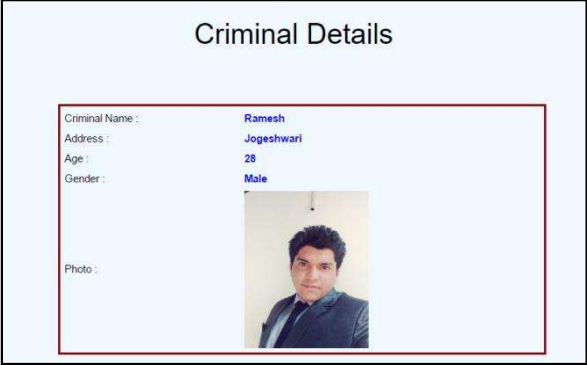 Criminal Details
Criminal Name : Ramesh
Address : Jogeshwari
Age : 28
Gender : Male
Photo :